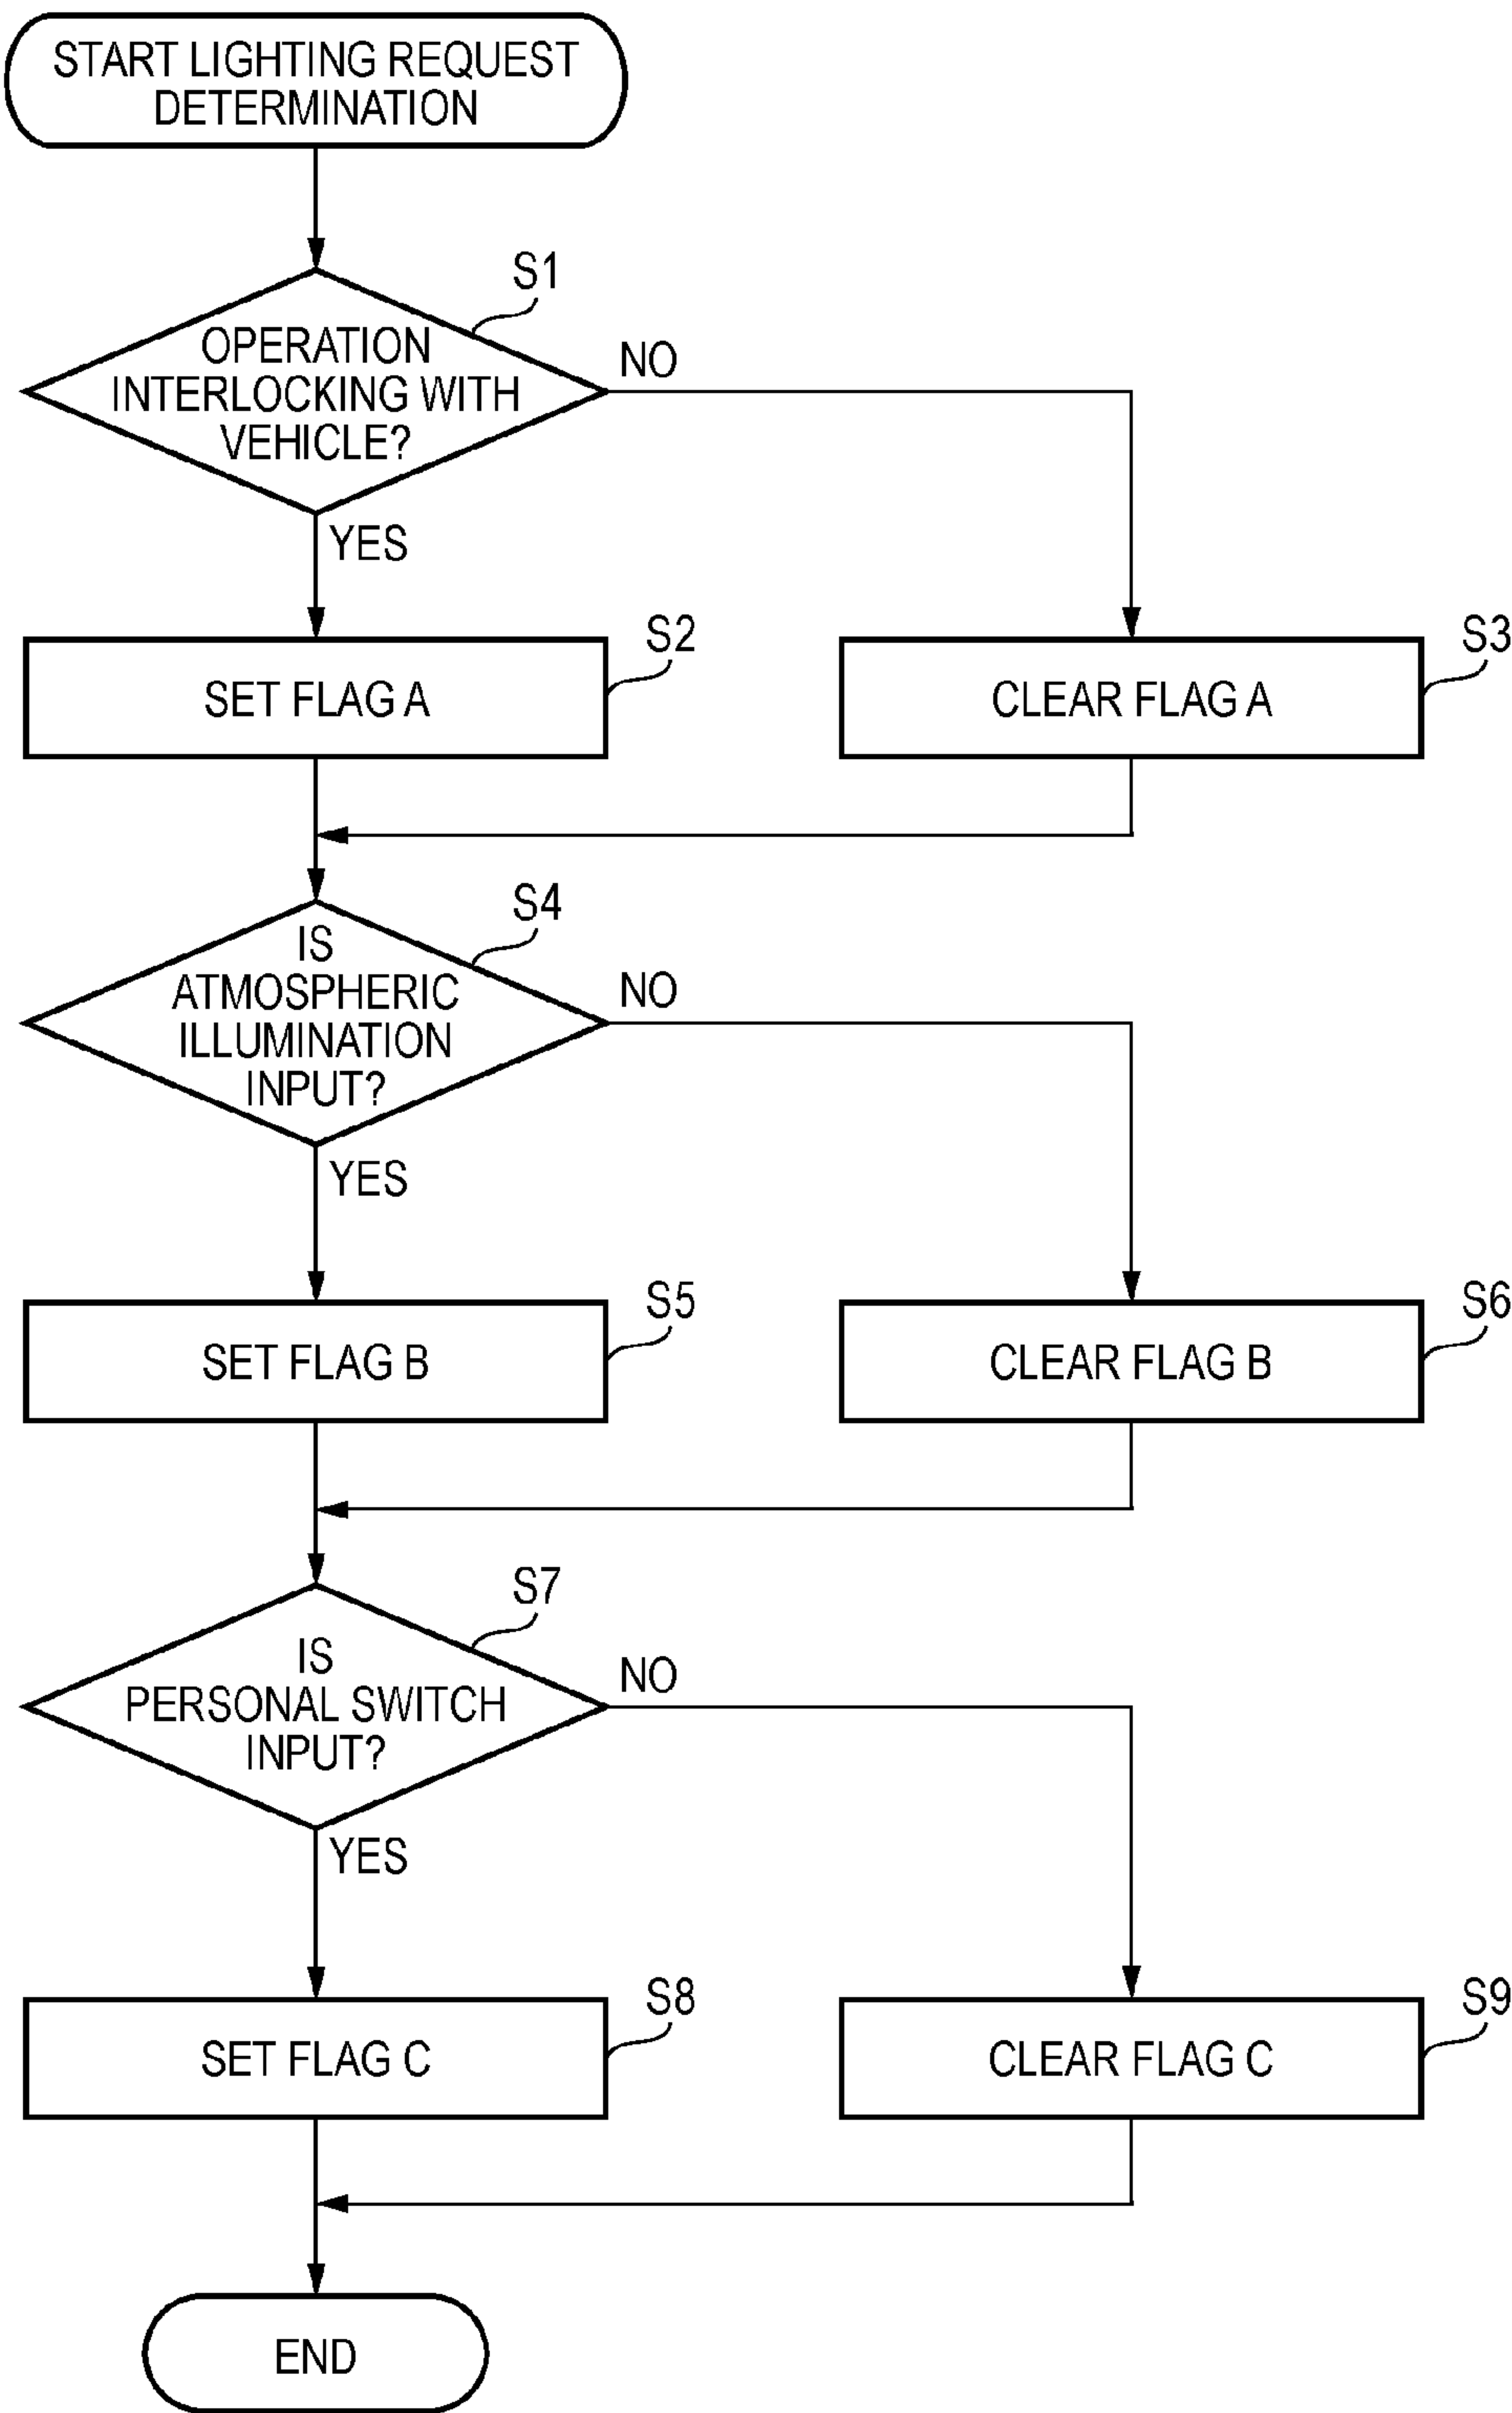 START LIGHTING REQUEST
DETERMINATION
S1
OPERATION
INTERLOCKING WITH
VEHICLE?
NO
YES
S2
SET FLAG A
S3
CLEAR FLAG A
S4
IS
ATMOSPHERIC
ILLUMINATION
INPUT?
NO
YES
S5
SET FLAG B
S6
CLEAR FLAG B
S7
IS
PERSONAL SWITCH
INPUT?
NO
YES
S8
SET FLAG C
S9
CLEAR FLAG C
END